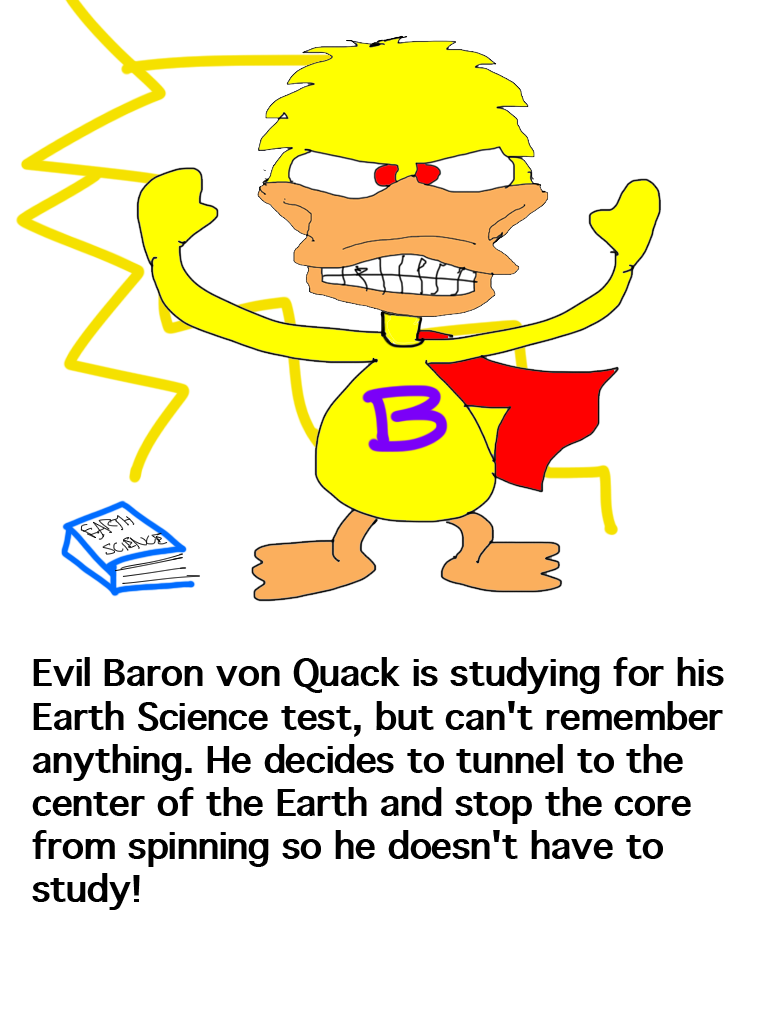 B
EARTH
SCIENCE
Evil Baron von Quack is studying for his
Earth Science test, but can't remember
anything. He decides to tunnel to the
center of the Earth and stop the core
from spinning so he doesn't have to
study!